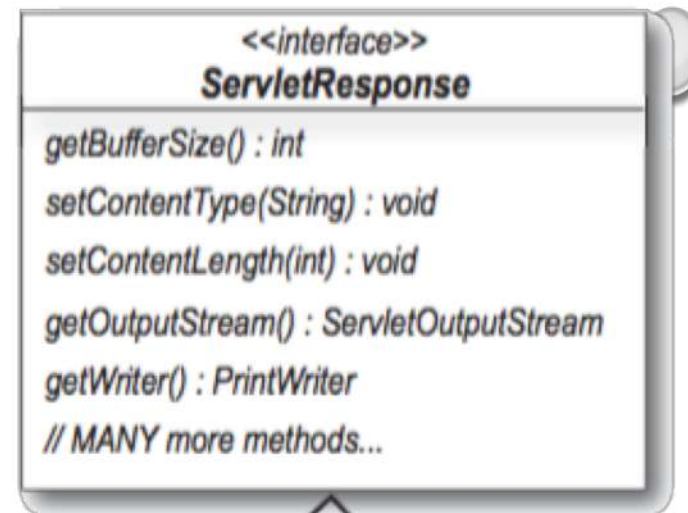 <<interface>>
ServletResponse
getBufferSize() : int
setContentType(String) : void
setContentLength(int) : void
getOutputStream() : ServletOutputStream
getWriter() : PrintWriter
// MANY more methods...